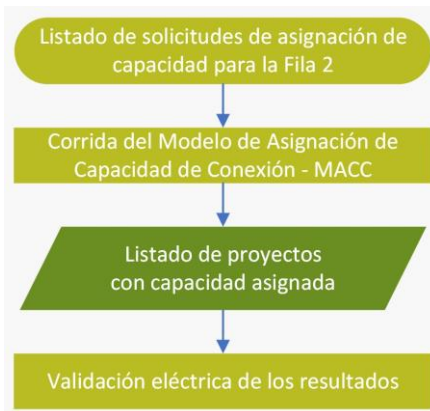 Listado de solicitudes de asignación de
capacidad para la Fila 2
Corrida del Modelo de Asignación de
Capacidad de Conexión - MACC
Listado de proyectos
con capacidad asignada
Validación eléctrica de los resultados